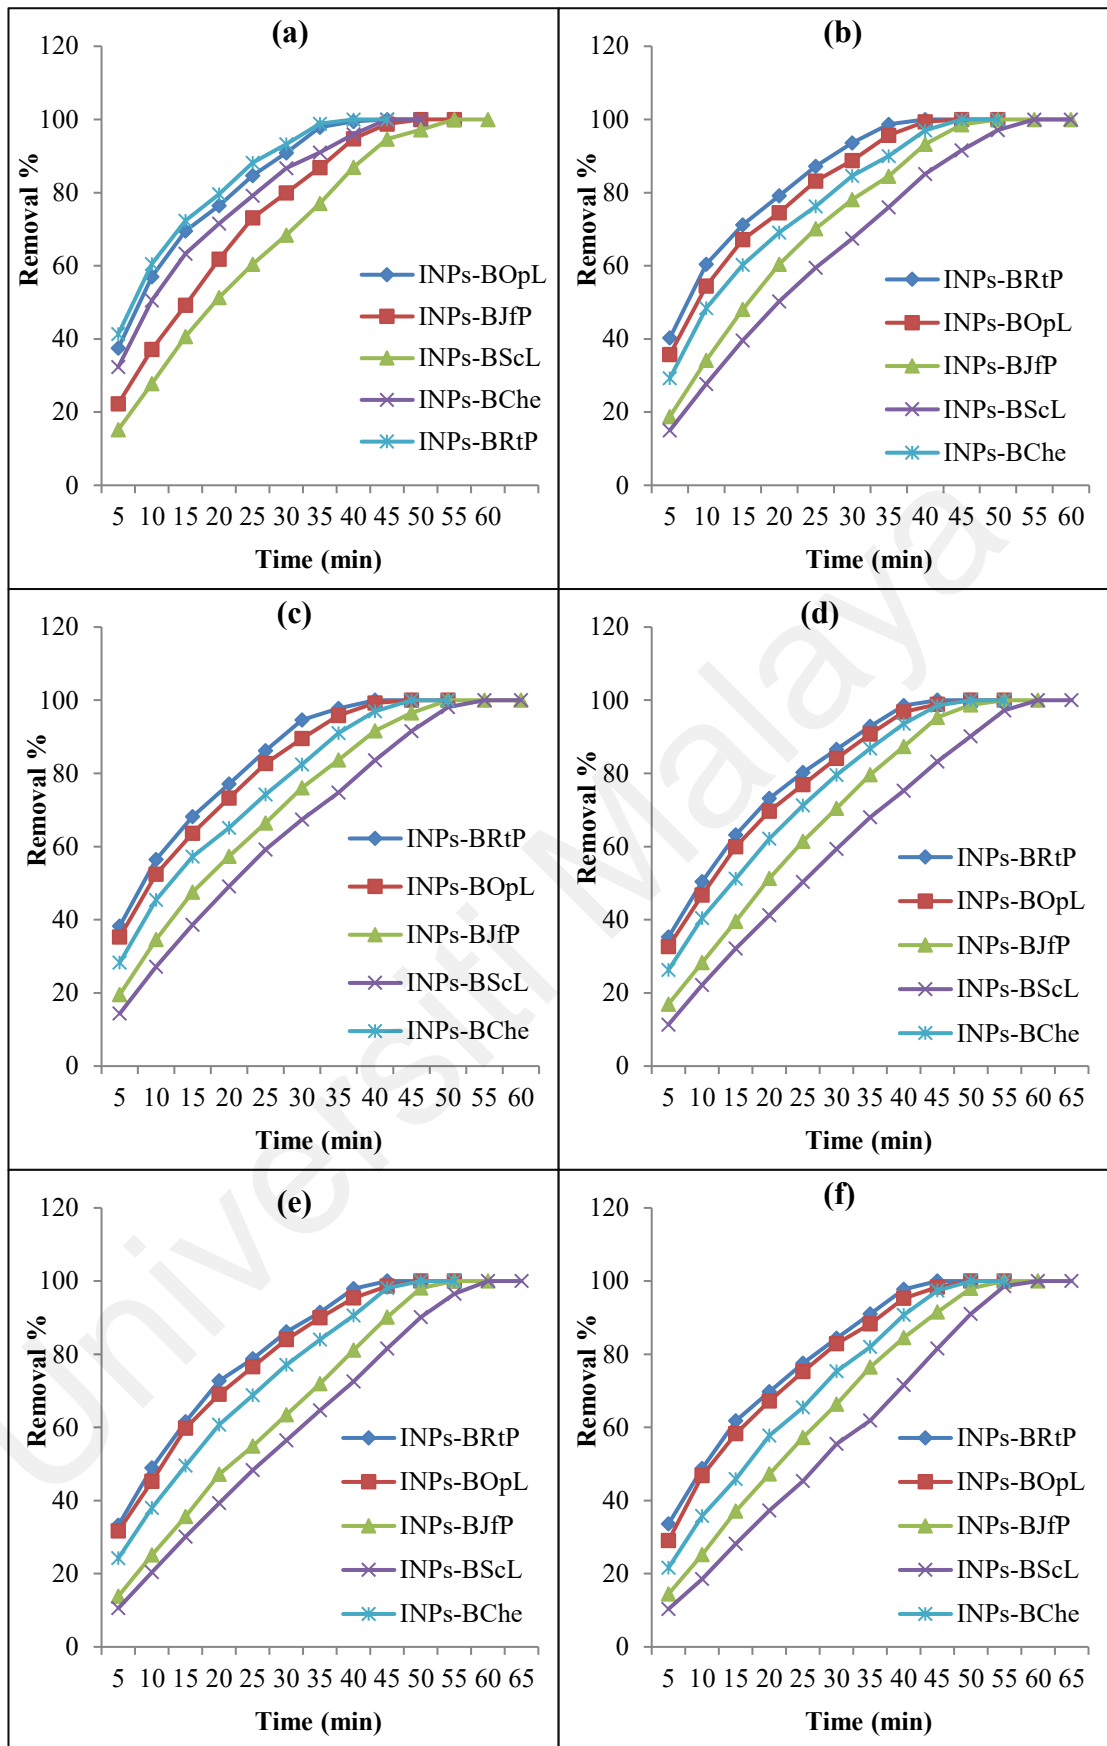 (a)
120
100
80
60
40
20
0
Removal %
INPs-BOpL
INPs-BJfP
INPs-BScL
INPs-BChe
INPs-BRtP
5 10 15 20 25 30 35 40 45 50 55 60
Time (min)
(b)
120
100
80
60
40
20
0
Removal %
INPs-BRtP
INPs-BOpL
INPs-BJfP
INPs-BScL
INPs-BChe
5 10 15 20 25 30 35 40 45 50 55 60
Time (min)
(c)
120
100
80
60
40
20
0
Removal %
INPs-BRtP
INPs-BOpL
INPs-BJfP
INPs-BScL
INPs-BChe
5 10 15 20 25 30 35 40 45 50 55 60
Time (min)
(d)
120
100
80
60
40
20
0
Removal %
INPs-BRtP
INPs-BOpL
INPs-BJfP
INPs-BScL
INPs-BChe
5 10 15 20 25 30 35 40 45 50 55 60 65
Time (min)
(e)
120
100
80
60
40
20
0
Removal %
INPs-BRtP
INPs-BOpL
INPs-BJfP
INPs-BScL
INPs-BChe
5 10 15 20 25 30 35 40 45 50 55 60 65
Time (min)
(f)
120
100
80
60
40
20
0
Removal %
INPs-BRtP
INPs-BOpL
INPs-BJfP
INPs-BScL
INPs-BChe
5 10 15 20 25 30 35 40 45 50 55 60 65
Time (min)
Universiti Malaya